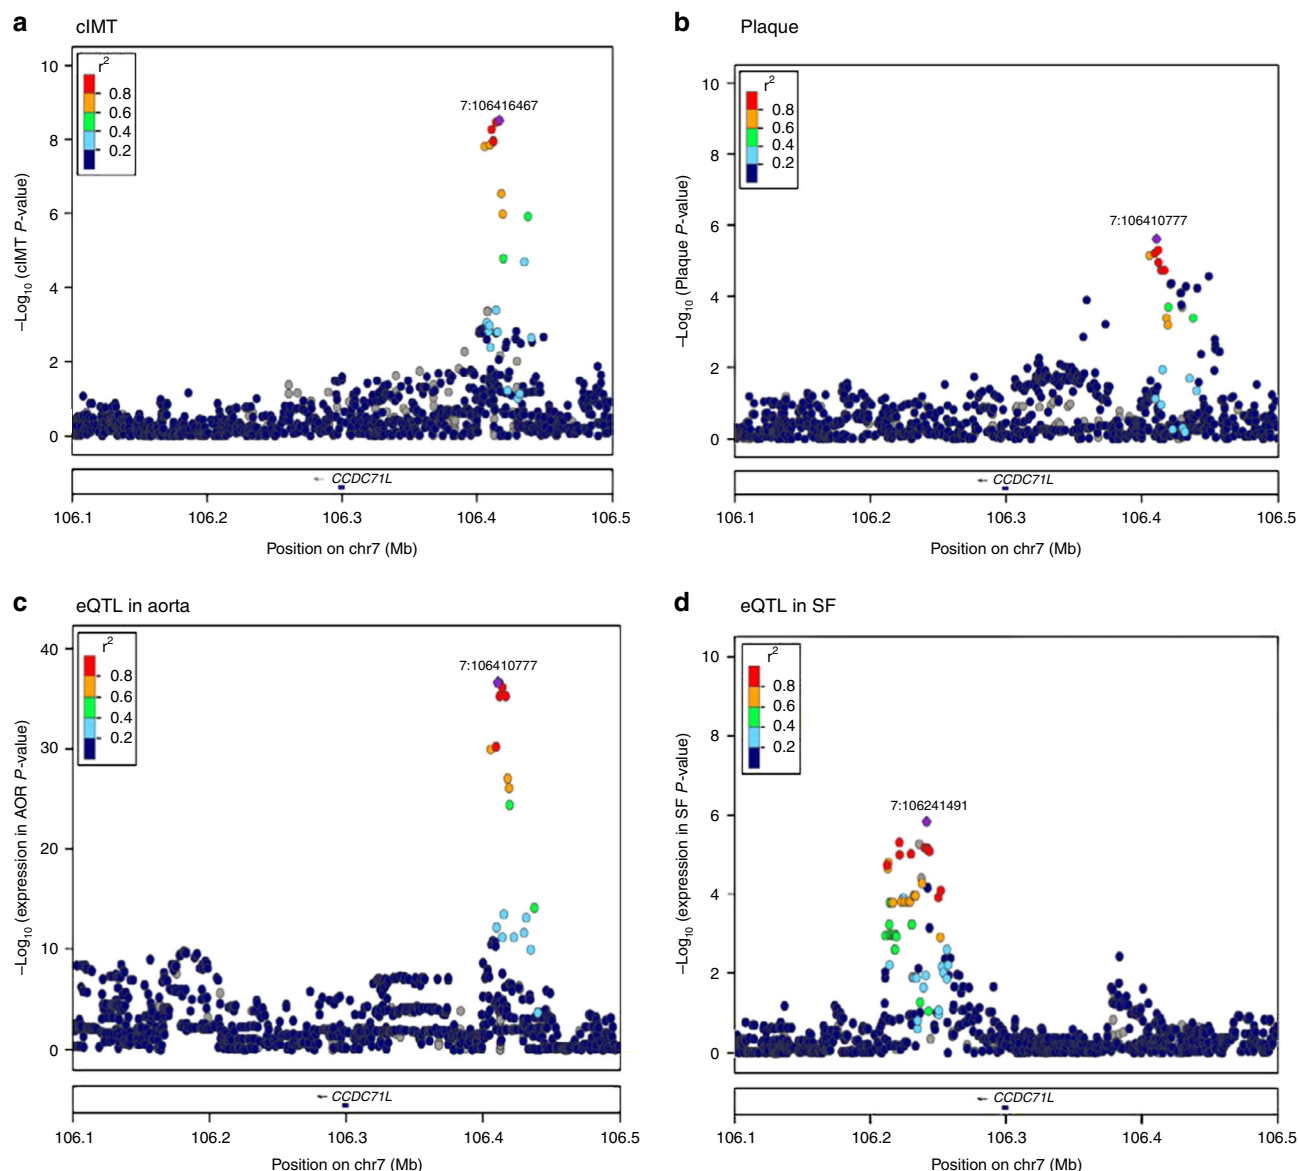 a
cIMT
10
8
6
4
2
0
–Log10 (cIMT P-value)
r2
0.8
0.6
0.4
0.2
7:106416467
CCDC71L
106.1 106.2 106.3 106.4 106.5
Position on chr7 (Mb)
b
Plaque
10
8
6
4
2
0
–Log10 (Plaque P-value)
r2
0.8
0.6
0.4
0.2
7:106410777
CCDC71L
106.1 106.2 106.3 106.4 106.5
Position on chr7 (Mb)
c
eQTL in aorta
40
30
20
10
0
–Log10 (expression in AOR P-value)
r2
0.8
0.6
0.4
0.2
7:106410777
CCDC71L
106.1 106.2 106.3 106.4 106.5
Position on chr7 (Mb)
d
eQTL in SF
10
8
6
4
2
0
–Log10 (expression in SF P-value)
r2
0.8
0.6
0.4
0.2
7:106241491
CCDC71L
106.1 106.2 106.3 106.4 106.5
Position on chr7 (Mb)